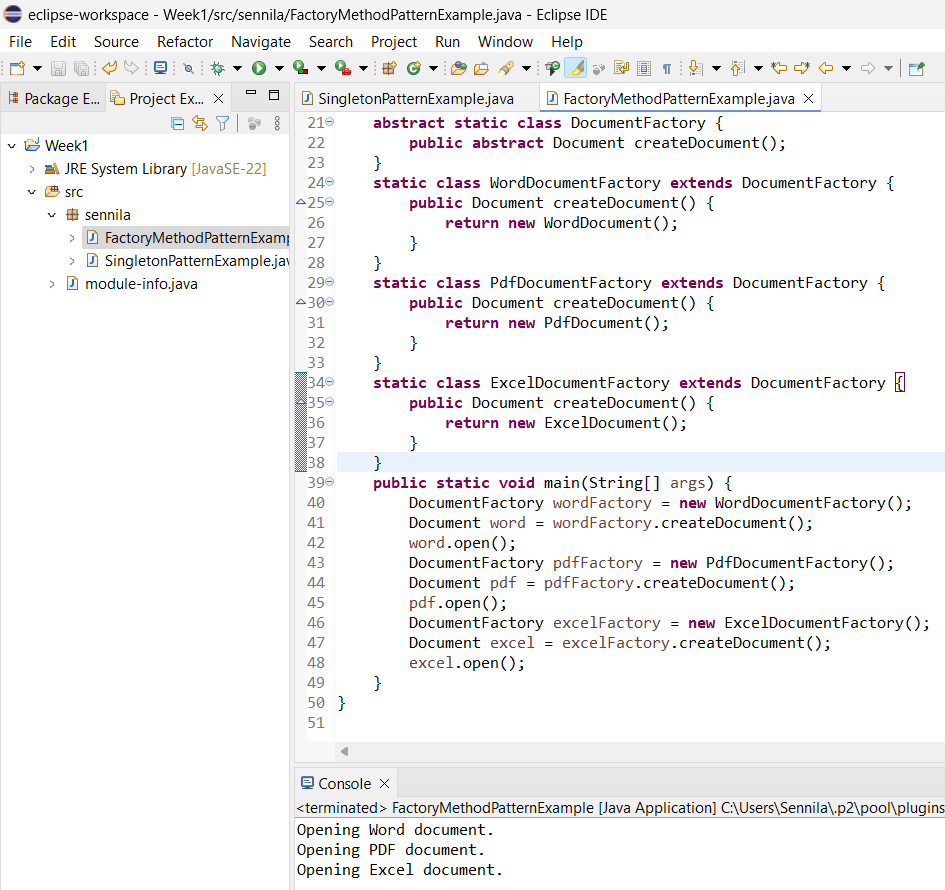 eclipse-workspace - Week1/src/sennila/FactoryMethodPatternExample.java - Eclipse IDE
File Edit Source Refactor Navigate Search Project Run Window Help
Package E... Project Ex...
Week1
JRE System Library [JavaSE-22]
src
sennila
FactoryMethodPatternExamp
SingletonPatternExample.jav
module-info.java
SingletonPatternExample.java FactoryMethodPatternExample.java
21 abstract static class DocumentFactory {
22 public abstract Document createDocument();
23 }
24 static class WordDocumentFactory extends DocumentFactory {
25 public Document createDocument() {
26 return new WordDocument();
27 }
28 }
29 static class PdfDocumentFactory extends DocumentFactory {
30 public Document createDocument() {
31 return new PdfDocument();
32 }
33 }
34 static class ExcelDocumentFactory extends DocumentFactory {
35 public Document createDocument() {
36 return new ExcelDocument();
37 }
38 }
39 public static void main(String[] args) {
40 DocumentFactory wordFactory = new WordDocumentFactory();
41 Document word = wordFactory.createDocument();
42 word.open();
43 DocumentFactory pdfFactory = new PdfDocumentFactory();
44 Document pdf = pdfFactory.createDocument();
45 pdf.open();
46 DocumentFactory excelFactory = new ExcelDocumentFactory();
47 Document excel = excelFactory.createDocument();
48 excel.open();
49 }
50 }
51
Console
<terminated> FactoryMethodPatternExample [Java Application] C:\Users\Sennila\.p2\pool\plugins
Opening Word document.
Opening PDF document.
Opening Excel document.